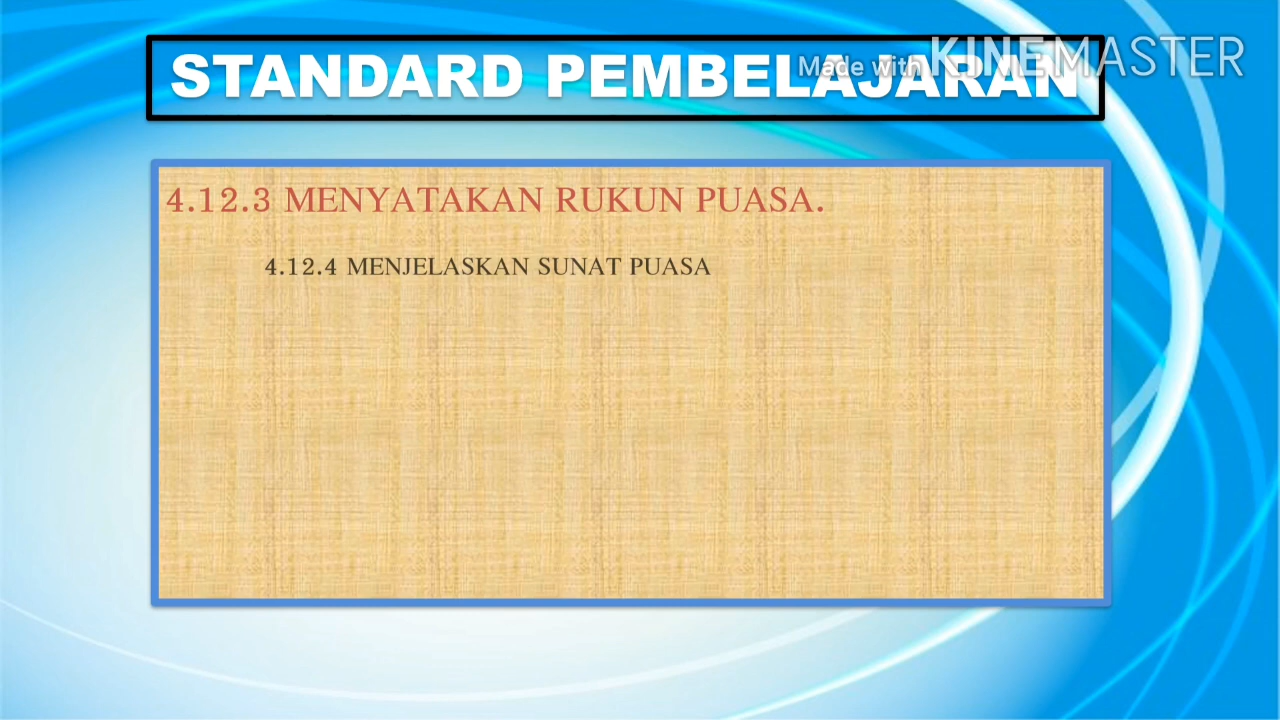 STANDARD PEMBELAJARAN
Made with KINEMASTER
4.12.3 MENYATAKAN RUKUN PUASA.
4.12.4 MENJELASKAN SUNAT PUASA